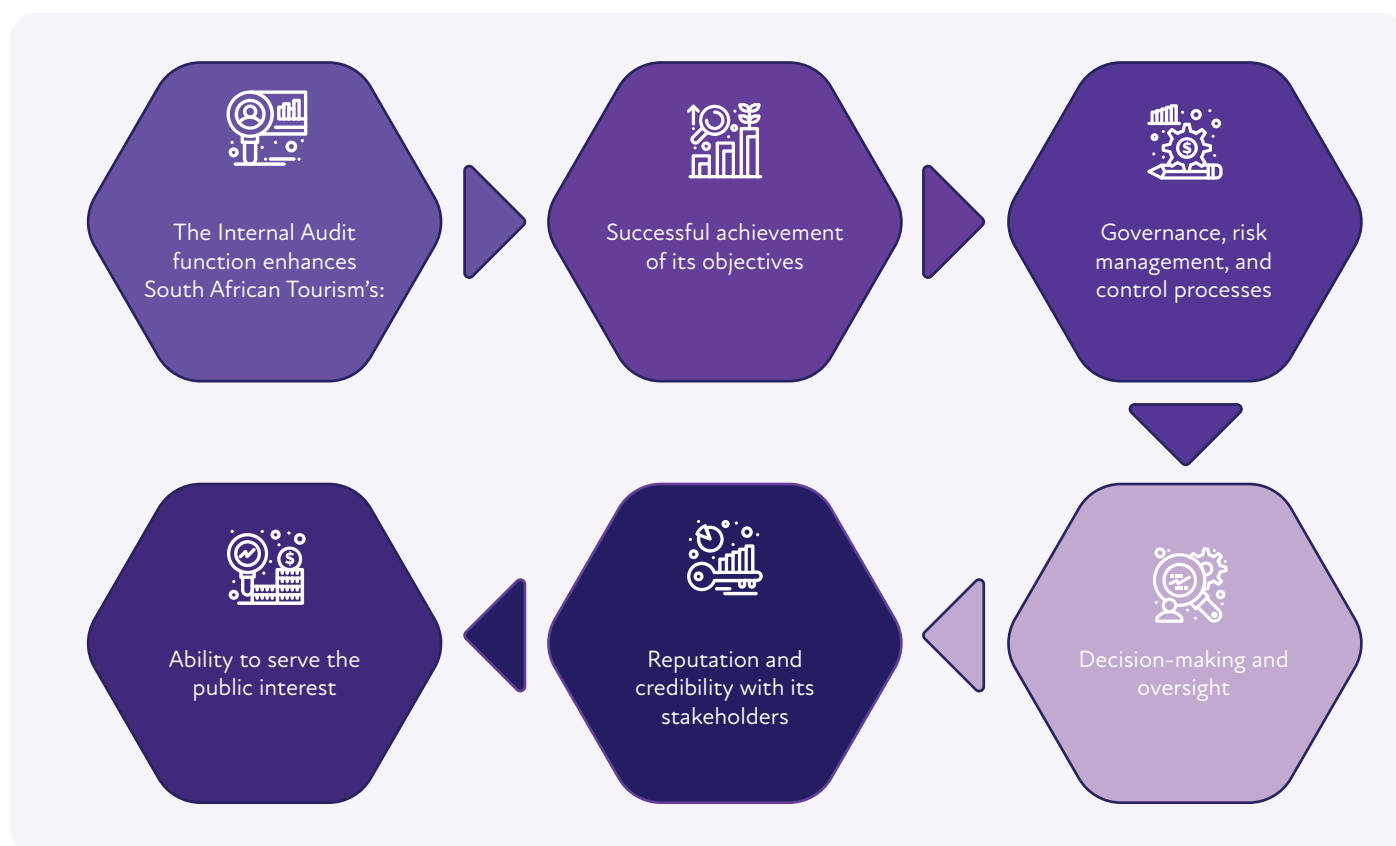 The Internal Audit
function enhances
South African Tourism’s:
Successful achievement
of its objectives
Governance, risk
management, and
control processes
Decision-making and
oversight
Reputation and
credibility with its
stakeholders
Ability to serve the
public interest